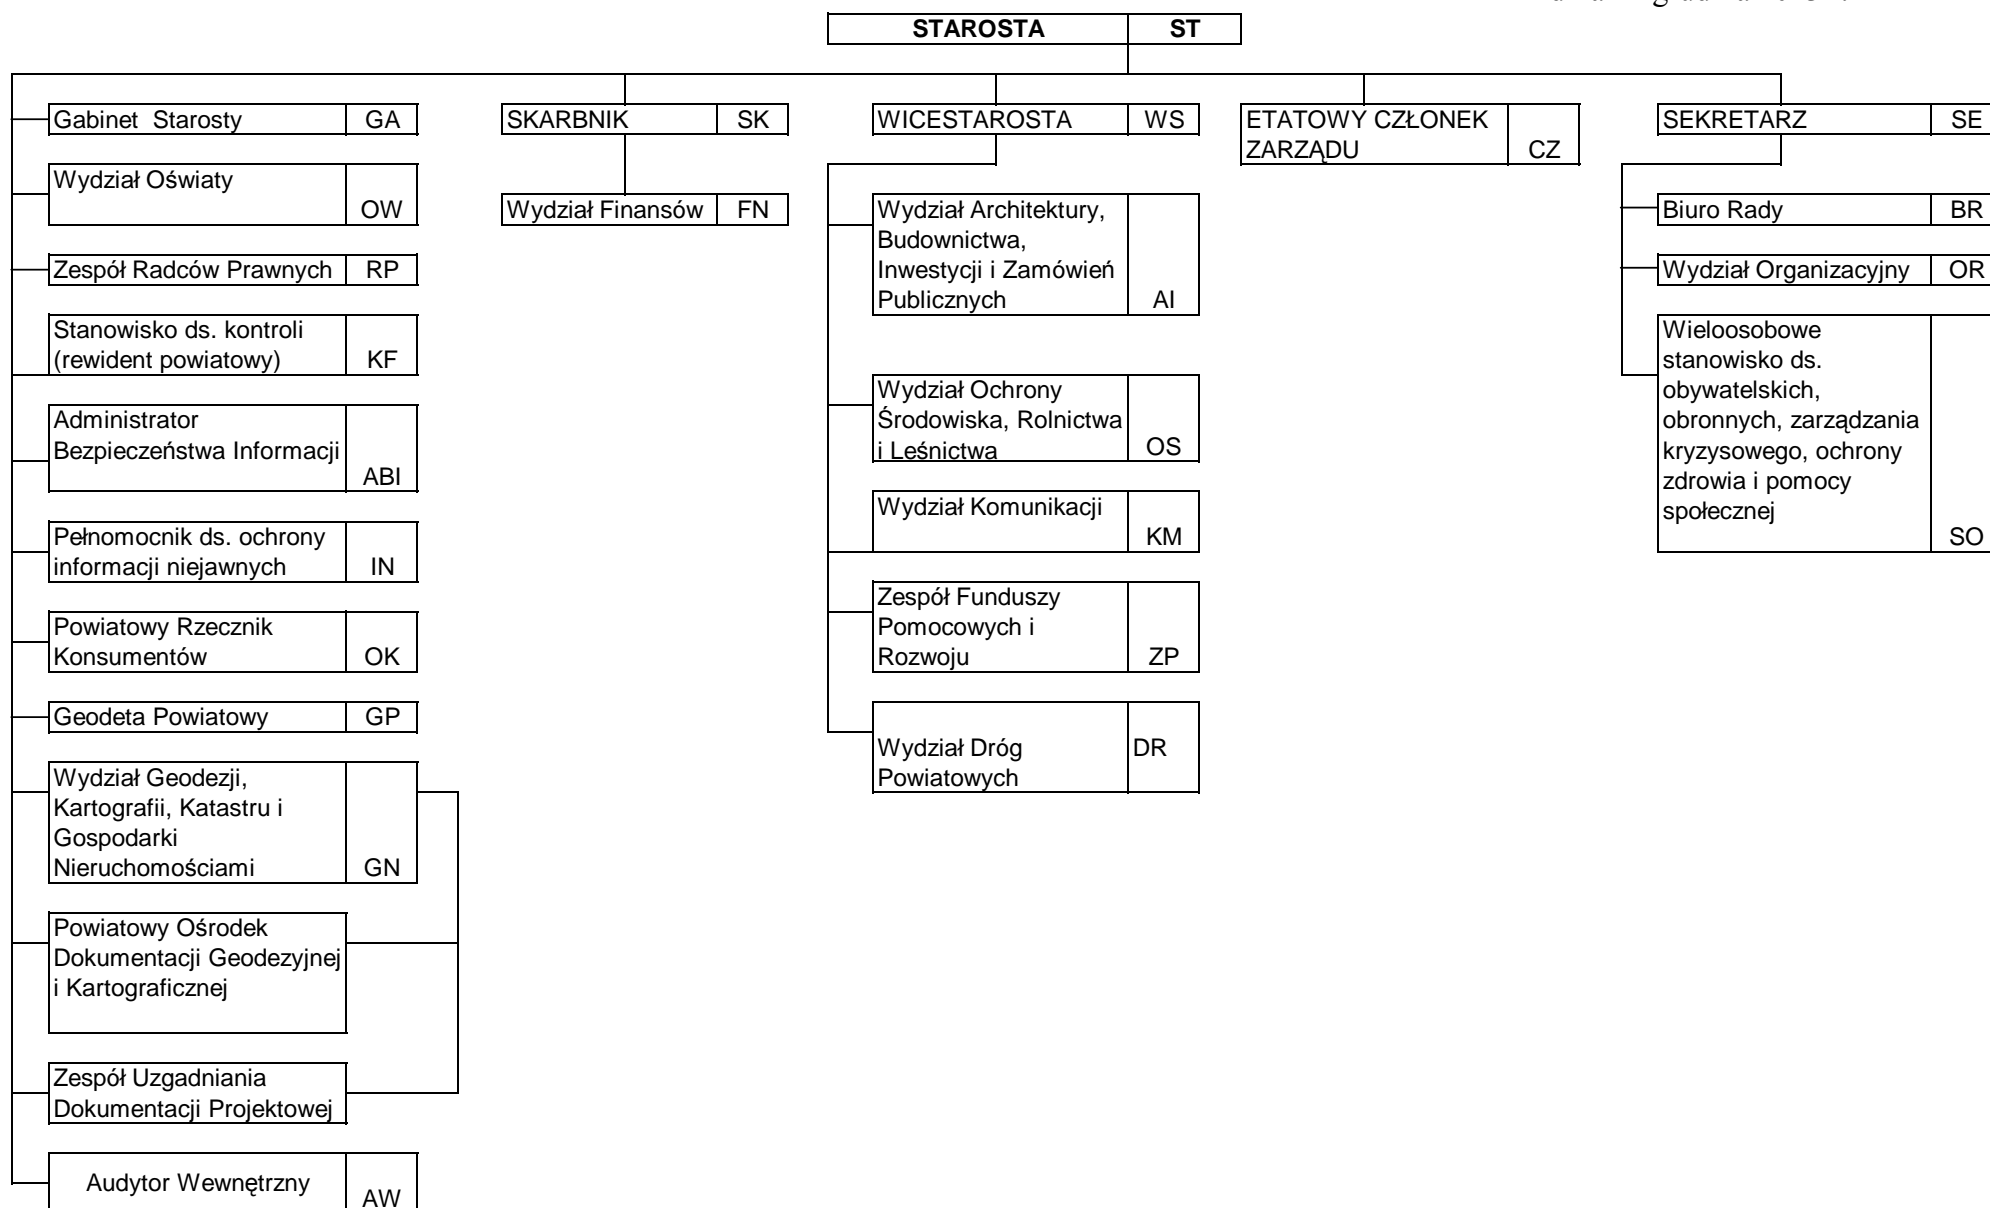 STAROSTA ST
Gabinet Starosty GA
Wydział Oświaty
OW
Zespół Radców Prawnych RP
Stanowisko ds. kontroli
(rewident powiatowy) KF
Administrator
Bezpieczeństwa Informacji
ABI
Pełnomocnik ds. ochrony
informacji niejawnych IN
Powiatowy Rzecznik
Konsumentów OK
Geodeta Powiatowy GP
Wydział Geodezji,
Kartografii, Katastru i
Gospodarki
Nieruchomościami GN
Powiatowy Ośrodek
Dokumentacji Geodezyjnej
i Kartograficznej
Zespół Uzgadniania
Dokumentacji Projektowej
Audytor Wewnętrzny
AW
SKARBNIK SK
Wydział Finansów FN
WICESTAROSTA WS
Wydział Architektury,
Budownictwa,
Inwestycji i Zamówień
Publicznych AI
Wydział Ochrony
Środowiska, Rolnictwa
i Leśnictwa OS
Wydział Komunikacji
KM
Zespół Funduszy
Pomocowych i
Rozwoju ZP
Wydział Dróg DR
Powiatowych
ETATOWY CZŁONEK
ZARZĄDU CZ
SEKRETARZ SE
Biuro Rady BR
Wydział Organizacyjny OR
Wieloosobowe
stanowisko ds.
obywatelskich,
obronnych, zarządzania
kryzysowego, ochrony
zdrowia i pomocy
społecznej
SO